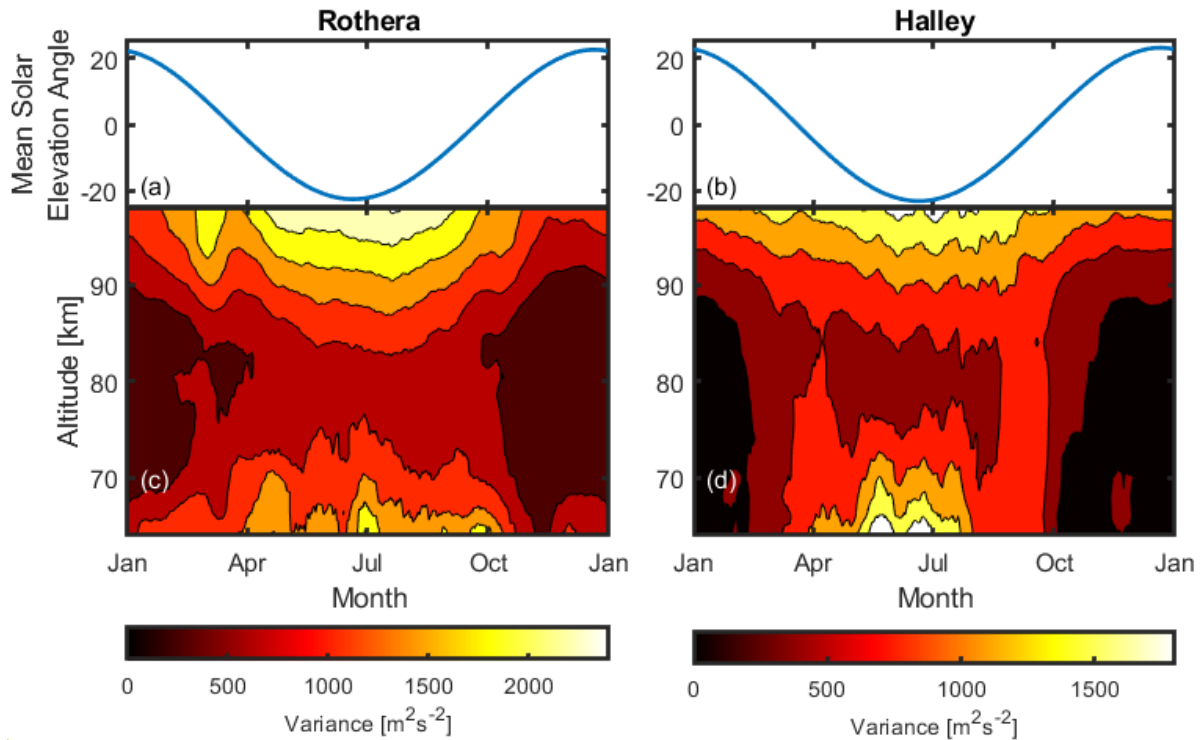 Rothera
Halley
Mean Solar
Elevation Angle
20
0
-20
(a)
20
0
-20
(b)
Altitude [km]
90
80
70
(c)
90
80
70
(d)
Jan Apr Jul Oct Jan
Month
Jan Apr Jul Oct Jan
Month
0 500 1000 1500 2000
Variance [m²s⁻²]
0 500 1000 1500
Variance [m²s⁻²]